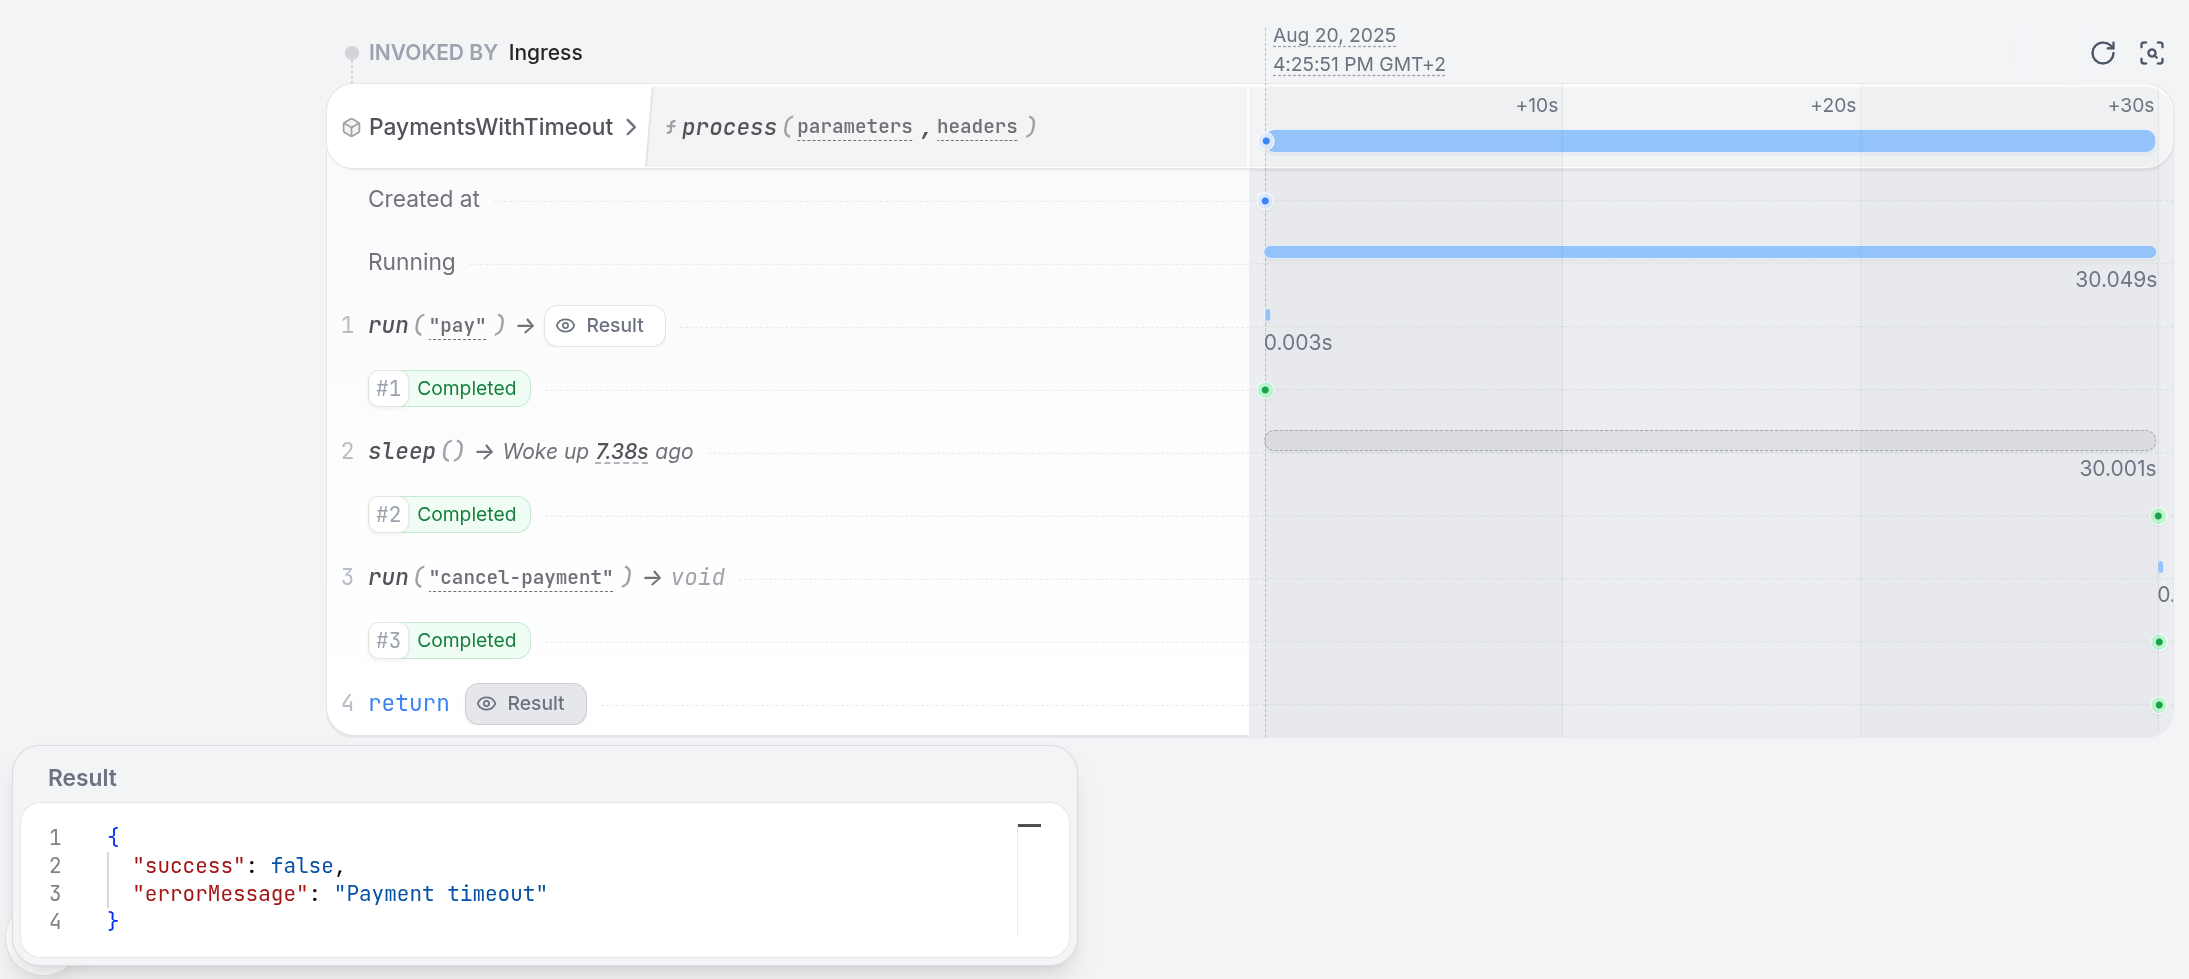 INVOKED BY Ingress
Aug 20, 2025
4:25:51 PM GMT+2
PaymentsWithTimeout
process(parameters , headers )
+10s
+20s
+30s
Created at
Running
30.049s
1 run("pay" ) → Result
0.003s
#1 Completed
2 sleep() → Woke up 7.38s ago
30.001s
#2 Completed
3 run("cancel-payment" ) → void
0.
#3 Completed
4 return Result
Result
1 {
2 "success": false,
3 "errorMessage": "Payment timeout"
4 }